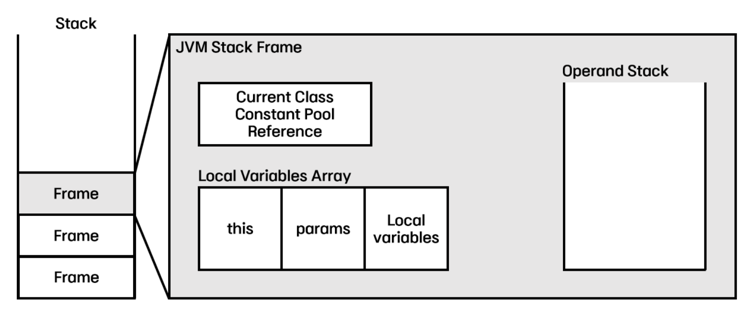 Stack
JVM Stack Frame
Operand Stack
Current Class
Constant Pool
Reference
Local Variables Array
this
params
Local
variables
Frame
Frame
Frame